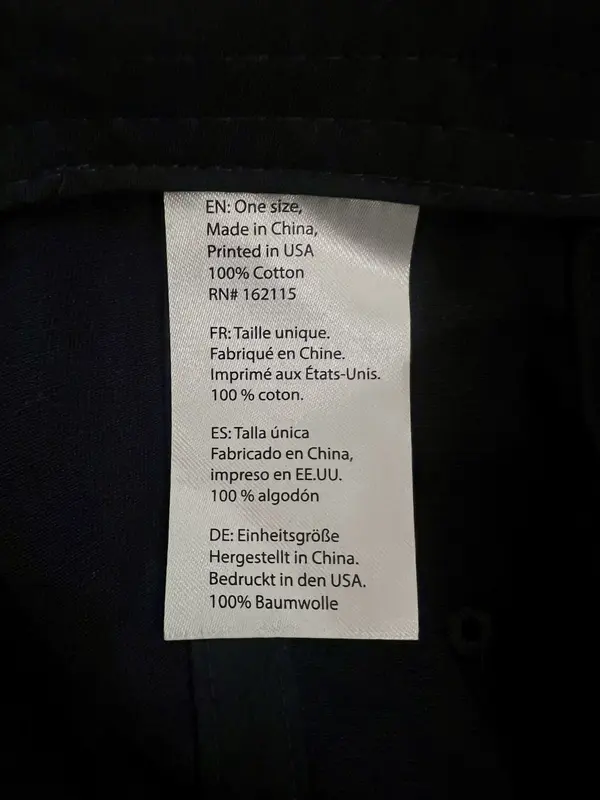 EN: One size,
Made in China,
Printed in USA
100% Cotton
RN# 162115
FR: Taille unique.
Fabriqué en Chine.
Imprimé aux États-Unis.
100 % coton.
ES: Talla única
Fabricado en China,
impreso en EE.UU.
100 % algodón
DE: Einheitsgröße
Hergestellt in China.
Bedruckt in den USA.
100% Baumwolle